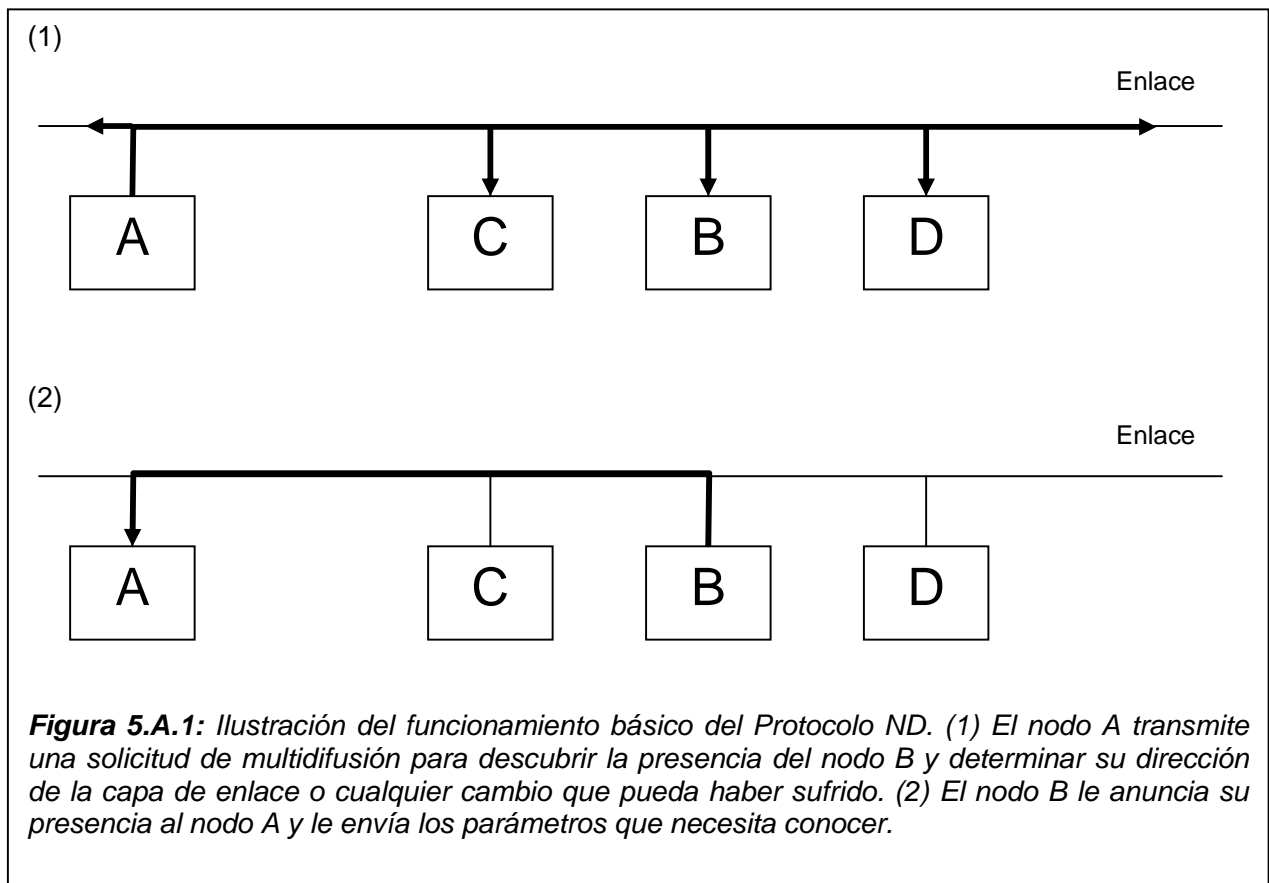 (1)
Enlace
A
C
B
D
(2)
Enlace
A
C
B
D
Figura 5.A.1: Ilustración del funcionamiento básico del Protocolo ND. (1) El nodo A transmite
una solicitud de multidifusión para descubrir la presencia del nodo B y determinar su dirección
de la capa de enlace o cualquier cambio que pueda haber sufrido. (2) El nodo B le anuncia su
presencia al nodo A y le envía los parámetros que necesita conocer.